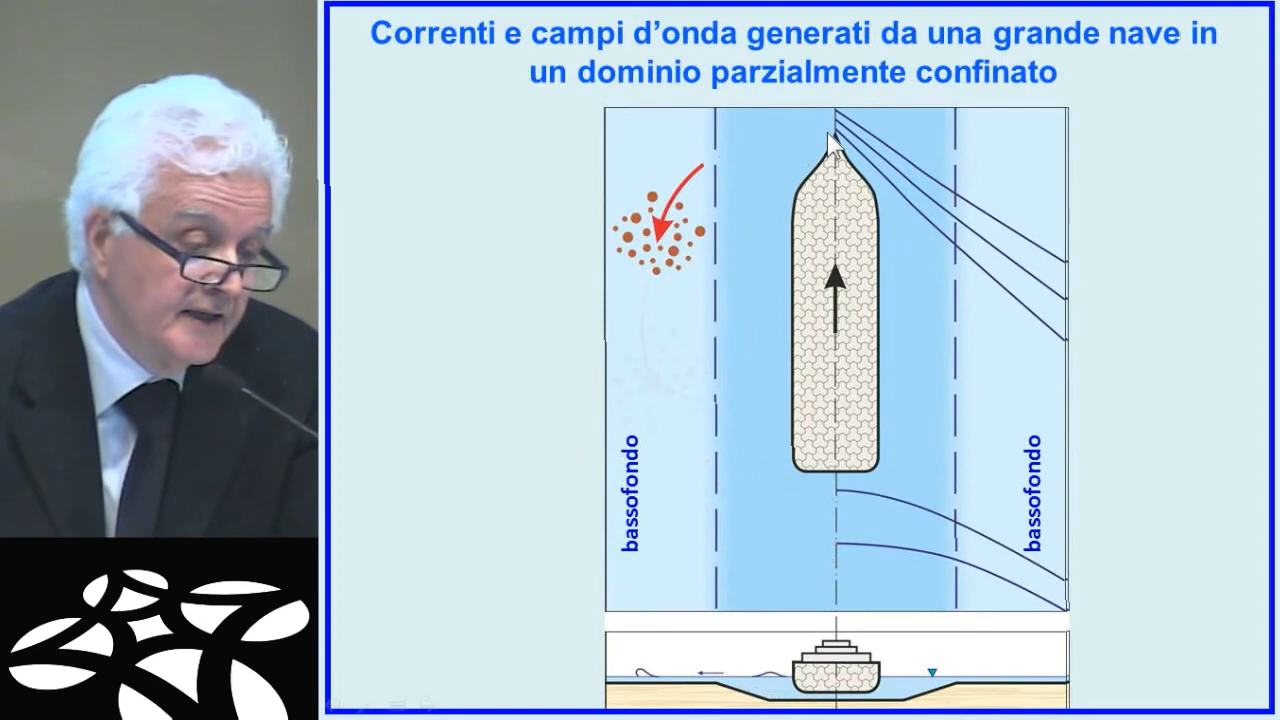 Correnti e campi d'onda generati da una grande nave in
un dominio parzialmente confinato
bassofondo
bassofondo